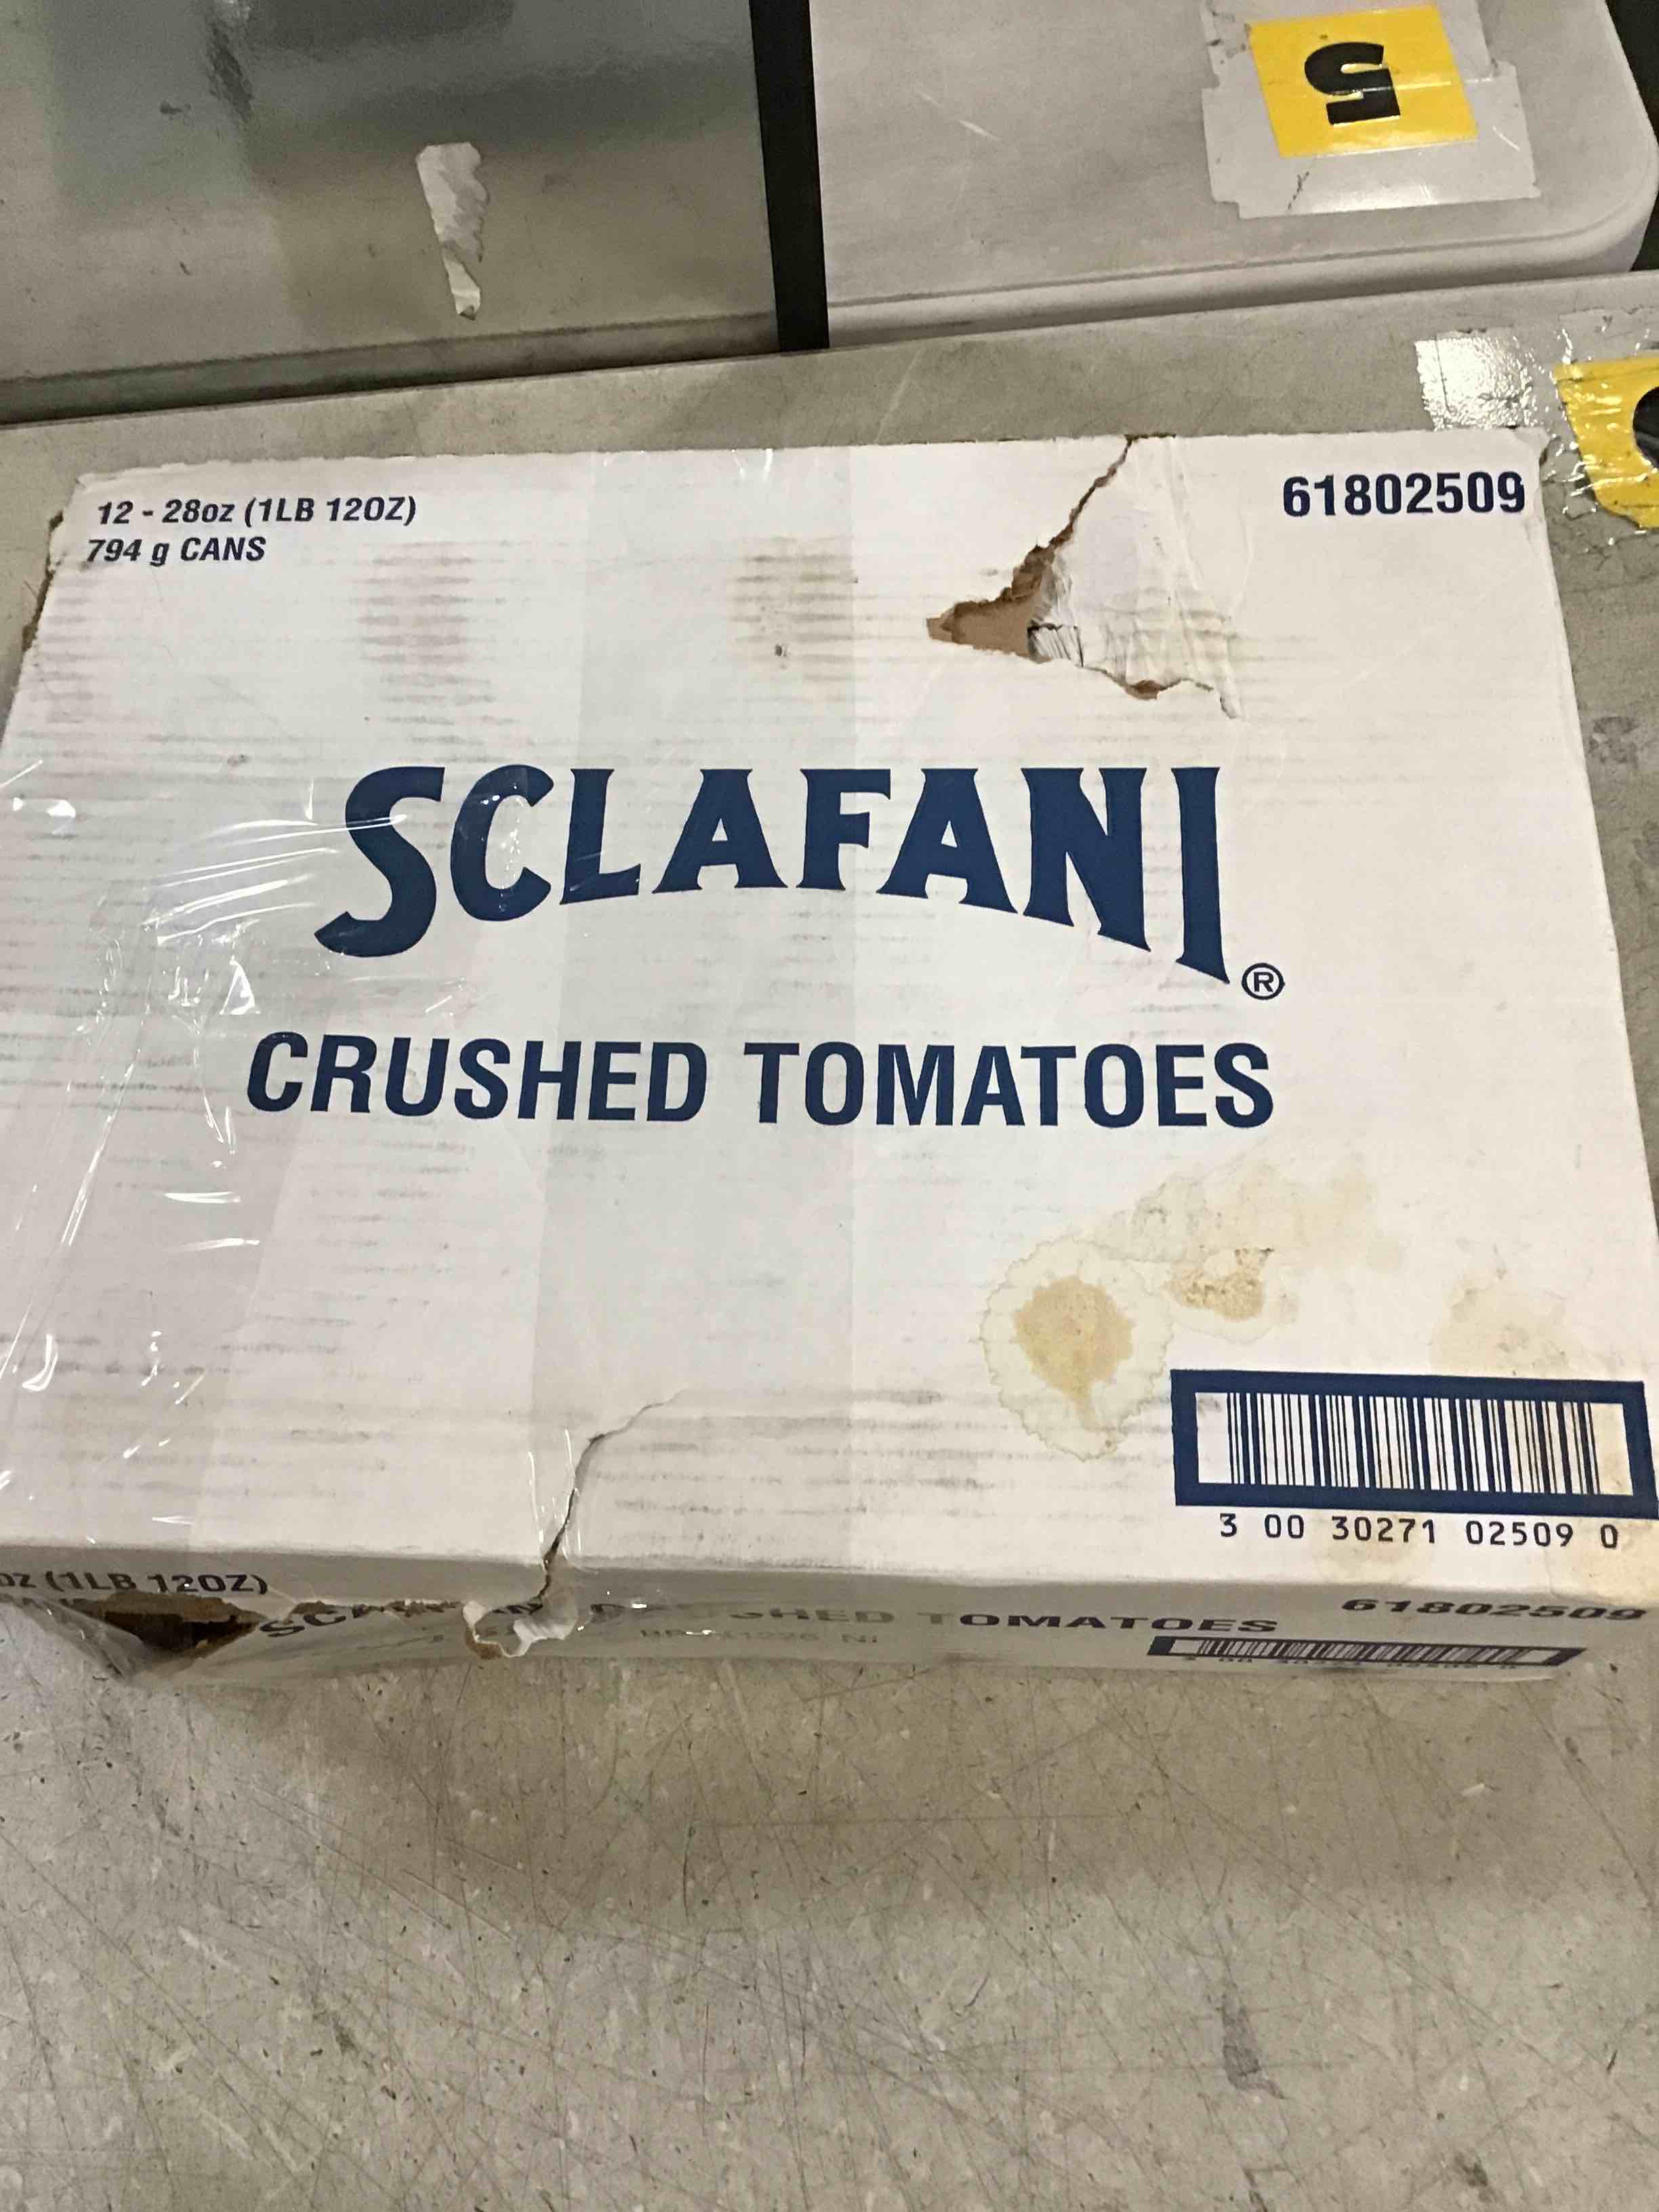 5
12 - 28oz (1LB 12OZ)
794 g CANS
61802509
SCLAFANI®
CRUSHED TOMATOES
3 00 30271 02509 0
oz (1LB 12OZ)
TOMATOES
61802509